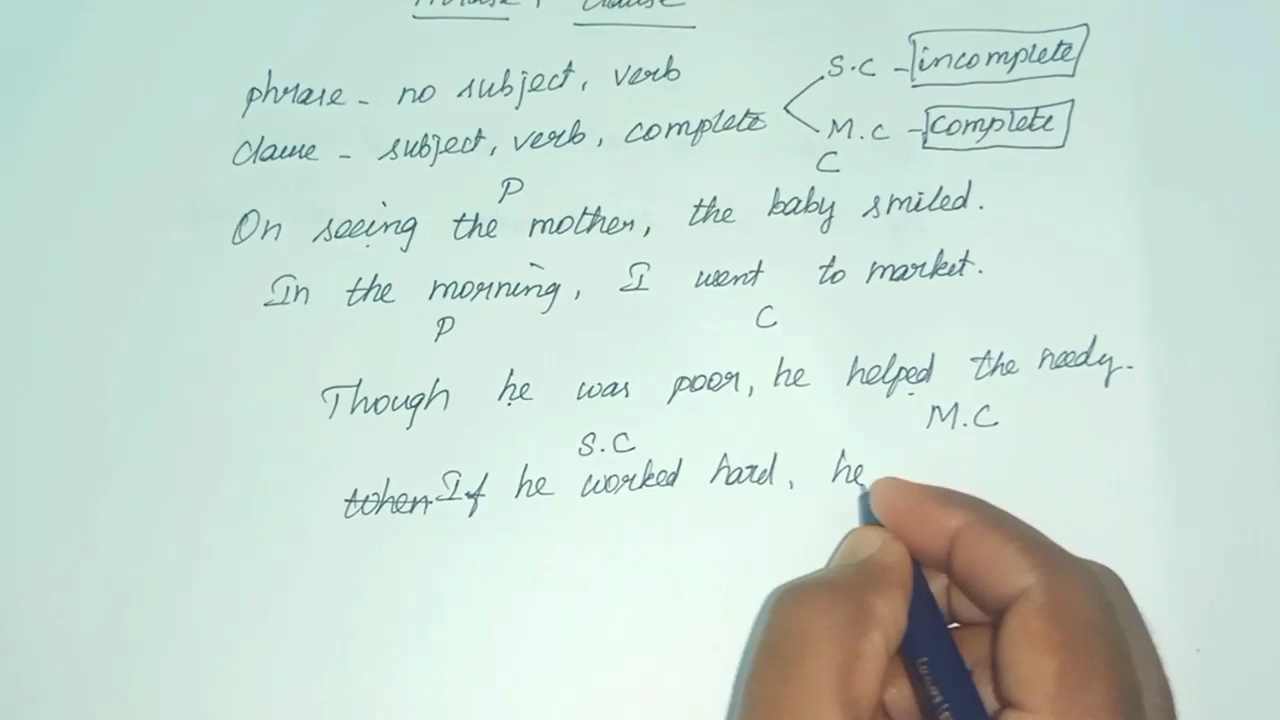 phrase - no subject, verb
S.C - incomplete
clause - subject, verb, complete
M.C - complete
P
C
On seeing the mother, the baby smiled.
In the morning, I went to market.
P
C
Though he was poor, he helped the needy.
S.C
M.C
When If he worked hard, he